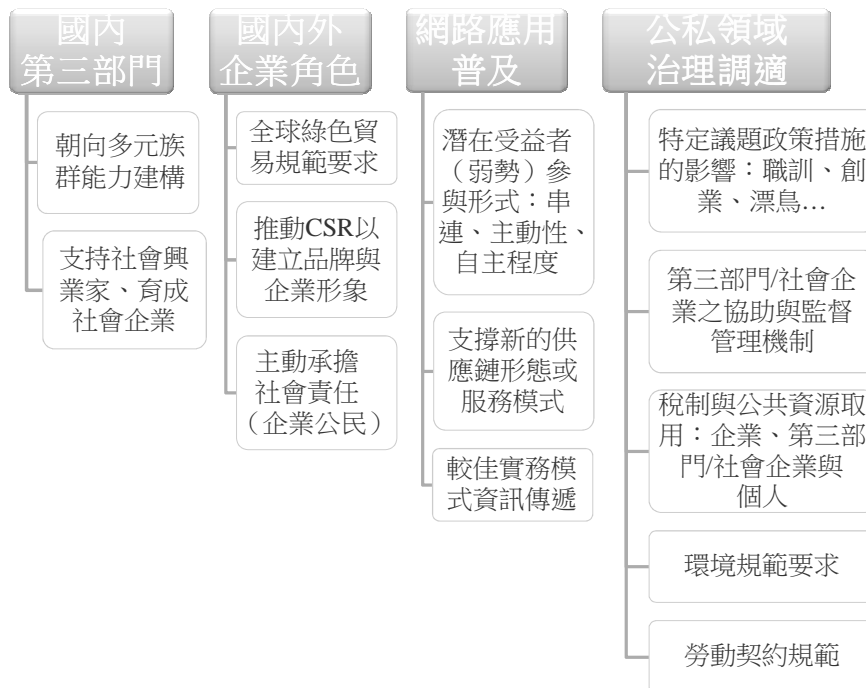 國內
第三部門
朝向多元族
群能力建構
支持社會興
業家、育成
社會企業
國內外
企業角色
全球綠色貿
易規範要求
推動CSR以
建立品牌與
企業形象
主動承擔
社會責任
（企業公民）
網路應用
普及
潛在受益者
（弱勢）參
與形式：串
連、主動性、
自主程度
支撐新的供
應鏈形態或
服務模式
較佳實務模
式資訊傳遞
公私領域
治理調適
特定議題政策措施
的影響：職訓、創
業、漂鳥…
第三部門/社會企
業之協助與監督
管理機制
稅制與公共資源取
用：企業、第三部
門/社會企業與
個人
環境規範要求
勞動契約規範